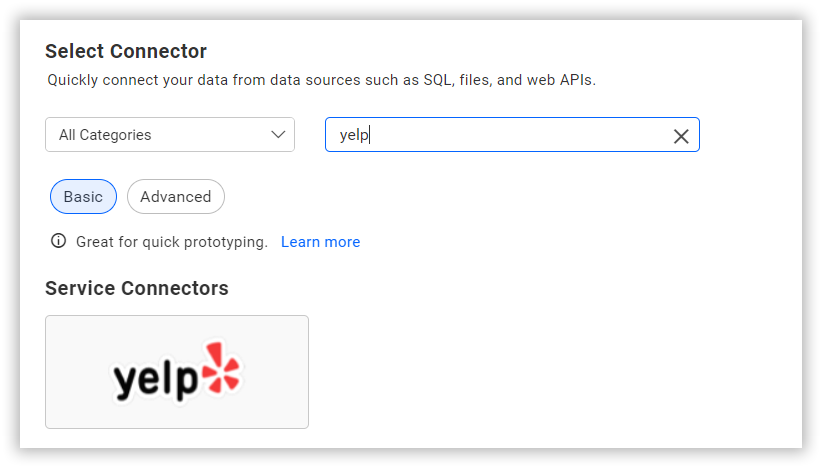 Select Connector
Quickly connect your data from data sources such as SQL, files, and web APIs.
All Categories
yelp
Basic
Advanced
Great for quick prototyping. Learn more
Service Connectors
yelp